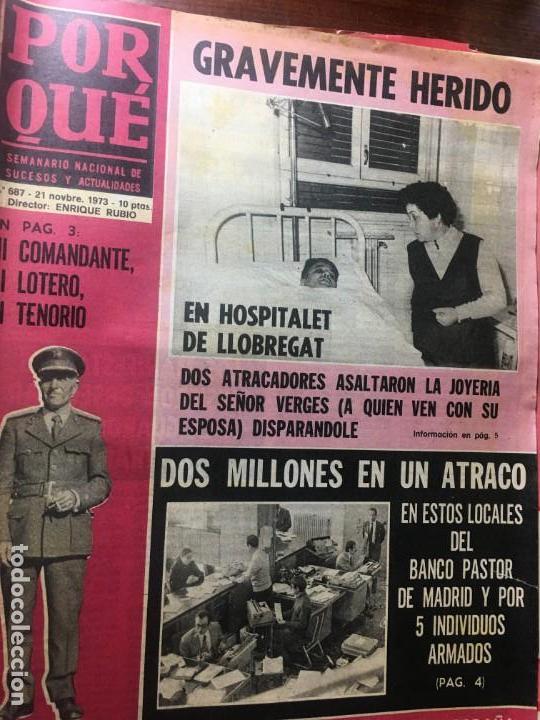 POR
QUÉ
SEMANARIO NACIONAL DE
SUCESOS Y ACTUALIDADES
º 687 - 21 novbre. 1973 - 10 ptas.
Director: ENRIQUE RUBIO
N PAG. 3:
I COMANDANTE,
I LOTERO,
I TENORIO
GRAVEMENTE HERIDO
EN HOSPITALET
DE LLOBREGAT
DOS ATRACADORES ASALTARON LA JOYERIA
DEL SEÑOR VERGES (A QUIEN VEN CON SU
ESPOSA) DISPARANDOLE
Información en pág. 5
DOS MILLONES EN UN ATRACO
EN ESTOS LOCALES
DEL
BANCO PASTOR
DE MADRID Y POR
5 INDIVIDUOS
ARMADOS
(PAG. 4)
todocoleccion.net